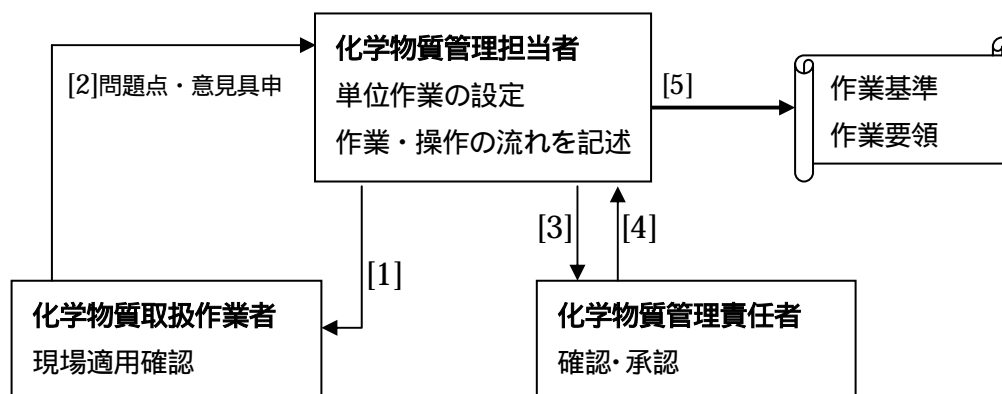 化学物質管理担当者
単位作業の設定
作業・操作の流れを記述
[2]問題点・意見具申
[5]
作業基準
作業要領
[1]
[3]
[4]
化学物質取扱作業者
現場適用確認
化学物質管理責任者
確認･承認